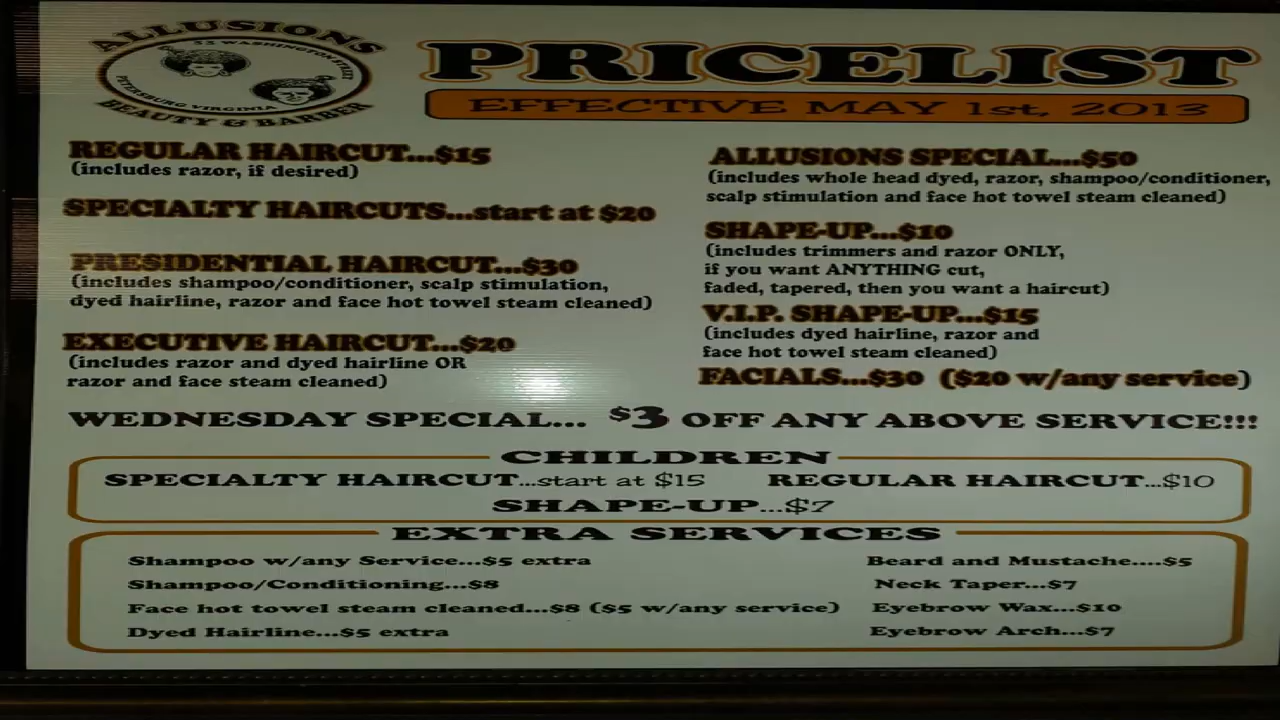 ALLUSIONS
33 WASHINGTON STREET
PETERSBURG VIRGINIA
BEAUTY & BARBER
PRICELIST
EFFECTIVE MAY 1st, 2013
REGULAR HAIRCUT...$15
(includes razor, if desired)
SPECIALTY HAIRCUTS...start at $20
PRESIDENTIAL HAIRCUT...$30
(includes shampoo/conditioner, scalp stimulation,
dyed hairline, razor and face hot towel steam cleaned)
EXECUTIVE HAIRCUT...$20
(includes razor and dyed hairline OR
razor and face steam cleaned)
ALLUSIONS SPECIAL....$50
(includes whole head dyed, razor, shampoo/conditioner,
scalp stimulation and face hot towel steam cleaned)
SHAPE-UP...$10
(includes trimmers and razor ONLY,
if you want ANYTHING cut,
faded, tapered, then you want a haircut)
V.I.P. SHAPE-UP...$15
(includes dyed hairline, razor and
face hot towel steam cleaned)
FACIALS...$30 ($20 w/any service)
WEDNESDAY SPECIAL... $3 OFF ANY ABOVE SERVICE!!!
CHILDREN
SPECIALTY HAIRCUT...start at $15 REGULAR HAIRCUT...$10
SHAPE-UP...$7
EXTRA SERVICES
Shampoo w/any Service...$5 extra
Shampoo/Conditioning...$8
Face hot towel steam cleaned...$8 ($5 w/any service)
Dyed Hairline...$5 extra
Beard and Mustache....$5
Neck Taper...$7
Eyebrow Wax...$10
Eyebrow Arch...$7